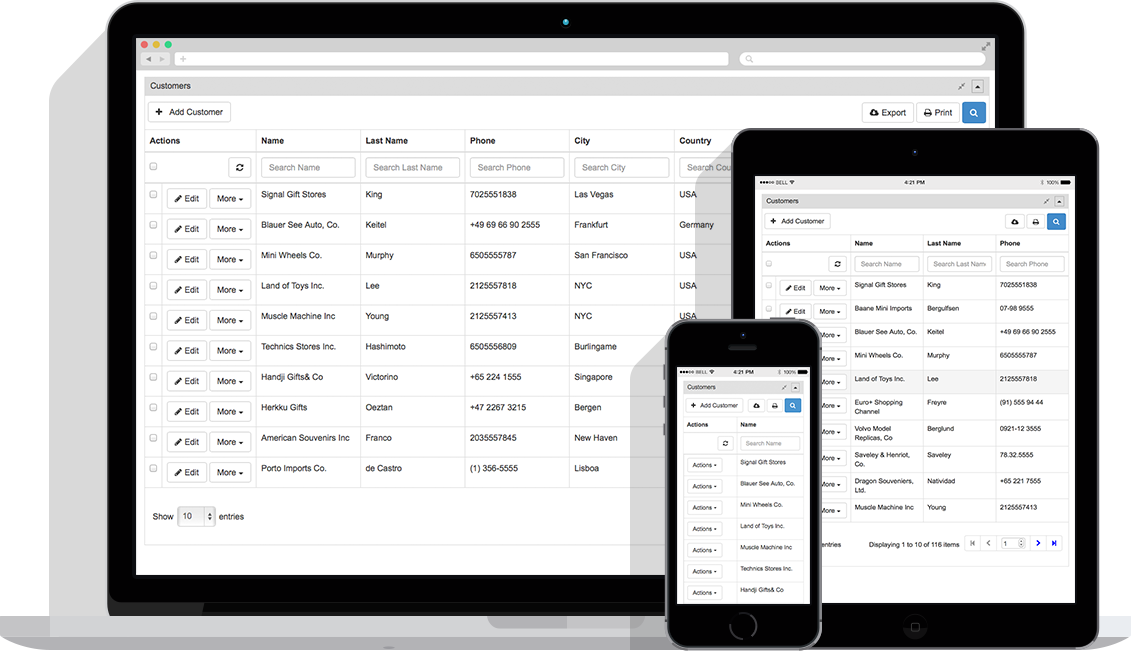 Customers
+ Add Customer Export Print
Actions Name Last Name Phone City Country
Search Name Search Last Name Search Phone Search City Search Cou
Edit More Signal Gift Stores King 7025551838 Las Vegas USA
Edit More Blauer See Auto, Co. Keitel +49 69 66 90 2555 Frankfurt Germany
Edit More Mini Wheels Co. Murphy 6505555787 San Francisco USA
Edit More Land of Toys Inc. Lee 2125557818 NYC USA
Edit More Muscle Machine Inc Young 2125557413 NYC USA
Edit More Technics Stores Inc. Hashimoto 6505556809 Burlingame
Edit More Handji Gifts& Co Victorino +65 224 1555 Singapore
Edit More Herkku Gifts Oeztan +47 2267 3215 Bergen
Edit More American Souvenirs Inc Franco 2035557845 New Haven
Edit More Porto Imports Co. de Castro (1) 356-5555 Lisboa
Show 10 entries
BELL 4:21 PM 100%
Customers
+ Add Customer
Actions Name Last Name Phone
Search Name Search Last Name Search Phone
Edit More Signal Gift Stores King 7025551838
Edit More Baane Mini Imports Bergulfsen 07-98 9555
More Blauer See Auto, Co. Keitel +49 69 66 90 2555
More Mini Wheels Co. Murphy 6505555787
More Land of Toys Inc. Lee 2125557818
More Euro+ Shopping Freyre (91) 555 94 44
Channel
More Volvo Model Berglund 0921-12 3555
Replicas, Co
More Saveley & Henriot, Saveley 78.32.5555
Co.
More Dragon Souveniers, Natividad +65 221 7555
Ltd.
More Muscle Machine Inc Young 2125557413
entries Displaying 1 to 10 of 116 items 1
BELL 4:21 PM 100%
Customers
+ Add Customer
Actions Name
Search Name
Actions Signal Gift Stores
Actions Blauer See Auto, Co.
Actions Mini Wheels Co.
Actions Land of Toys Inc.
Actions Muscle Machine Inc
Actions Technics Stores Inc.
Actions Handji Gifts& Co